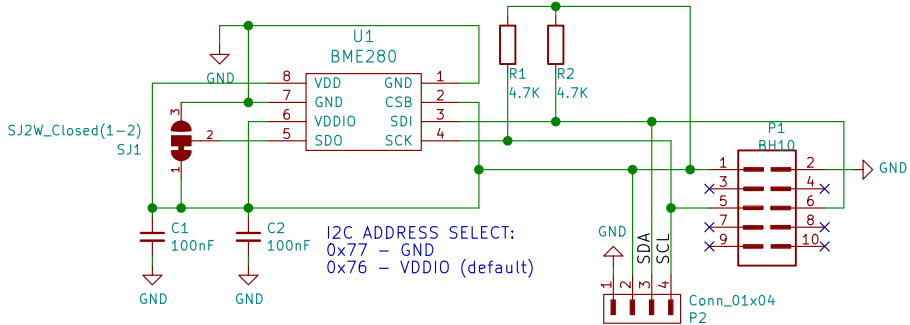 U1
BME280
GND
8
VDD
GND
1
7
GND
CSB
2
6
VDDIO
SDI
3
5
SDO
SCK
4
SJ2W_Closed(1-2)
SJ1
3
2
1
R1
4.7K
R2
4.7K
P1
BH10
1
2
GND
3
4
5
6
7
8
9
10
C1
100nF
GND
C2
100nF
GND
I2C ADDRESS SELECT:
0x77 - GND
0x76 - VDDIO (default)
GND
SDA
SCL
1
2
3
4
Conn_01x04
P2